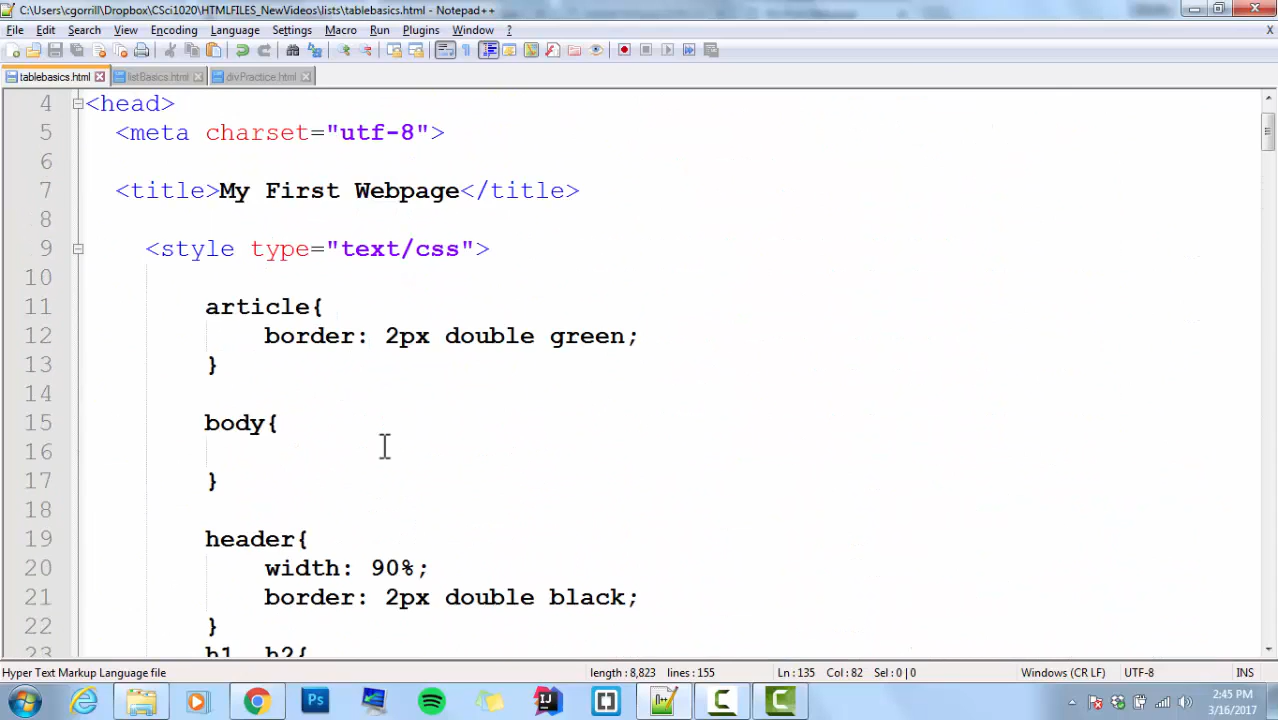 C:\Users\cgorrill\Dropbox\CSci1020\HTMLFILES_NewVideos\lists\tablebasics.html - Notepad++
File Edit Search View Encoding Language Settings Macro Run Plugins Window ? X
tablebasics.html listBasics.html divPractice.html
4 <head>
5 <meta charset="utf-8">
6
7 <title>My First Webpage</title>
8
9 <style type="text/css">
10
11 article{
12 border: 2px double green;
13 }
14
15 body{
16
17 }
18
19 header{
20 width: 90%;
21 border: 2px double black;
22 }
23 h1, h2{
Hyper Text Markup Language file length : 8,823 lines : 155 Ln : 135 Col : 82 Sel : 0 | 0 Windows (CR LF) UTF-8 INS
Ps IJ 2:45 PM
3/16/2017